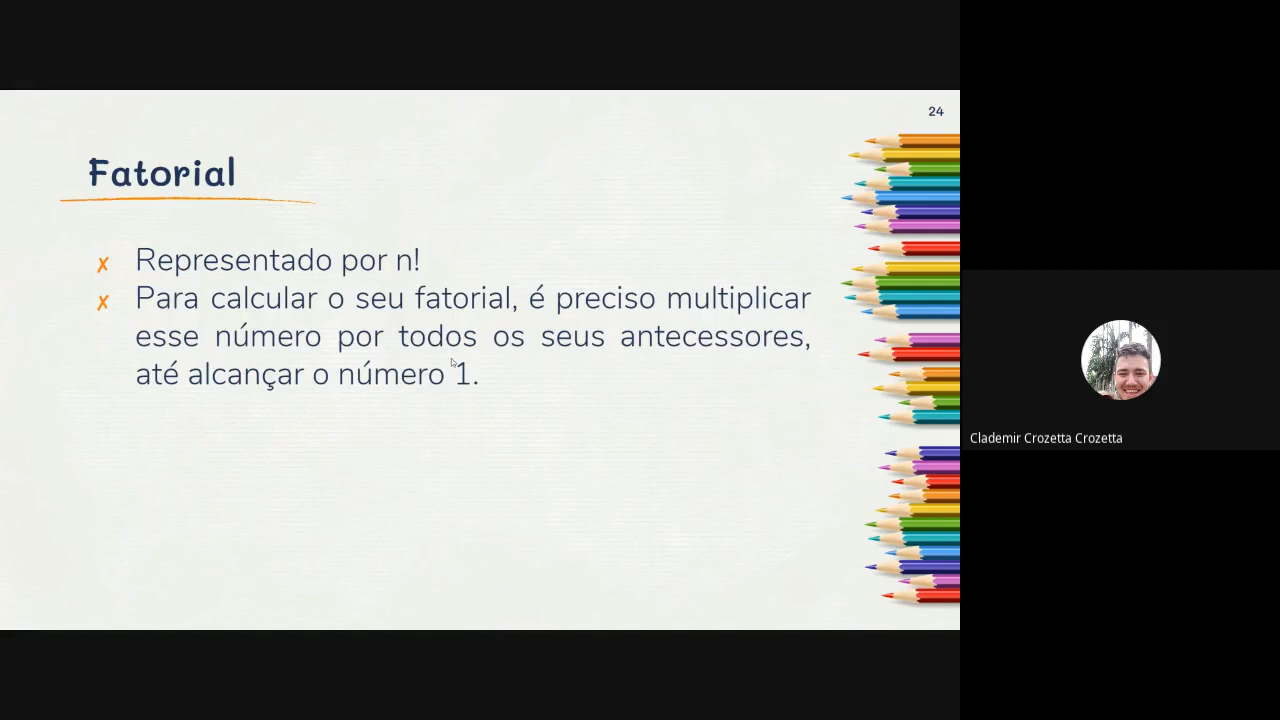 24
Fatorial
✗ Representado por n!
✗ Para calcular o seu fatorial, é preciso multiplicar
esse número por todos os seus antecessores,
até alcançar o número 1.
Clademir Crozetta Crozetta